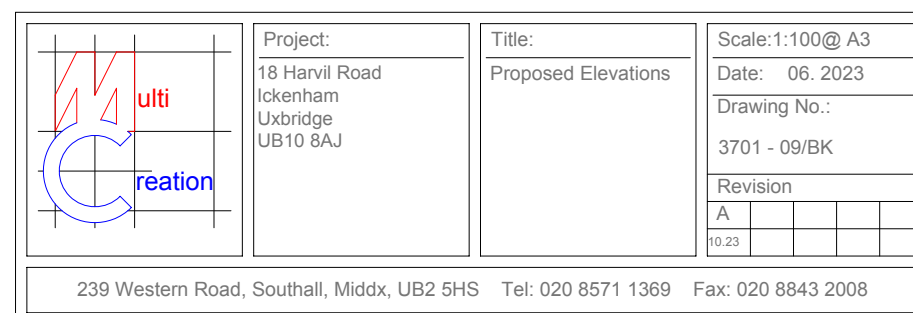 Multi
Creation
Project:
18 Harvil Road
Ickenham
Uxbridge
UB10 8AJ
Title:
Proposed Elevations
Scale:1:100@ A3
Date: 06. 2023
Drawing No.:
3701 - 09/BK
Revision
A
10.23
239 Western Road, Southall, Middx, UB2 5HS Tel: 020 8571 1369 Fax: 020 8843 2008